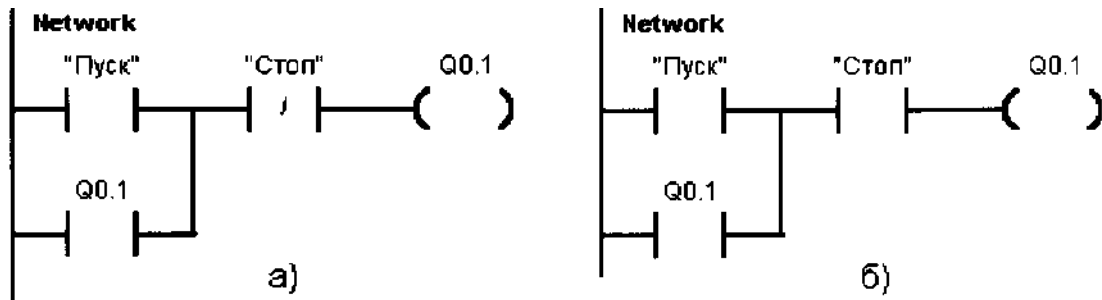 Network
"Пуск" "Стоп" Q0.1
Q0.1
а)
Network
"Пуск" "Стоп" Q0.1
Q0.1
б)